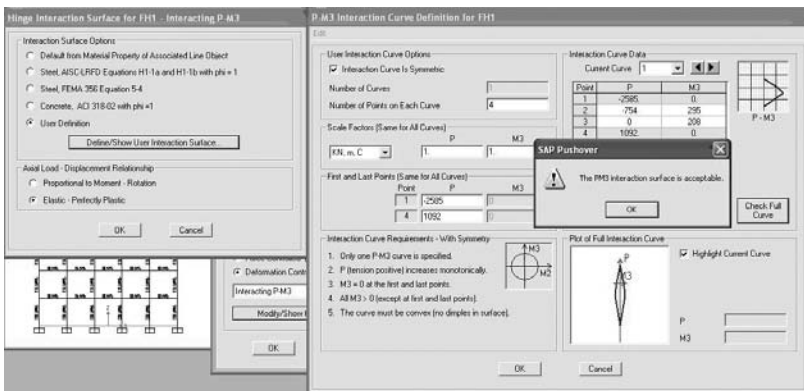 Hinge Interaction Surface for FH1 - Interacting P-M3
Interaction Surface Options
Default from Material Property of Associated Line Object
Steel, AISC-LRFD Equations H1-1a and H1-1b with phi = 1
Steel, FEMA 356 Equation 5-4
Concrete, ACI 318-02 with phi =1
User Definition
Define/Show User Interaction Surface...
Axial Load - Displacement Relationship
Proportional to Moment - Rotation
Elastic - Perfectly Plastic
OK Cancel
Deformation Contr
Interacting P-M3
Modify/Show
OK
P-M3 Interaction Curve Definition for FH1
Edit
User Interaction Curve Options
Interaction Curve Is Symmetric
Number of Curves 1
Number of Points on Each Curve 4
Scale Factors (Same for All Curves)
P M3
KN, m, C 1. 1.
First and Last Points (Same for All Curves)
Point P M3
1 -2585 0
4 1092 0
Interaction Curve Requirements - With Symmetry
1. Only one P-M3 curve is specified.
2. P (tension positive) increases monotonically.
3. M3 = 0 at the first and last points.
4. All M3 > 0 (except at first and last points).
5. The curve must be convex (no dimples in surface).
M3
M2
Interaction Curve Data
Current Curve 1
Point P M3
1 -2585. 0.
2 -754 295
3 0 208
4 1092. 0.
P - M3
SAP Pushover
The PM3 interaction surface is acceptable.
OK
Check Full
Curve
Plot of Full Interaction Curve
P
M3
Highlight Current Curve
P
M3
OK Cancel